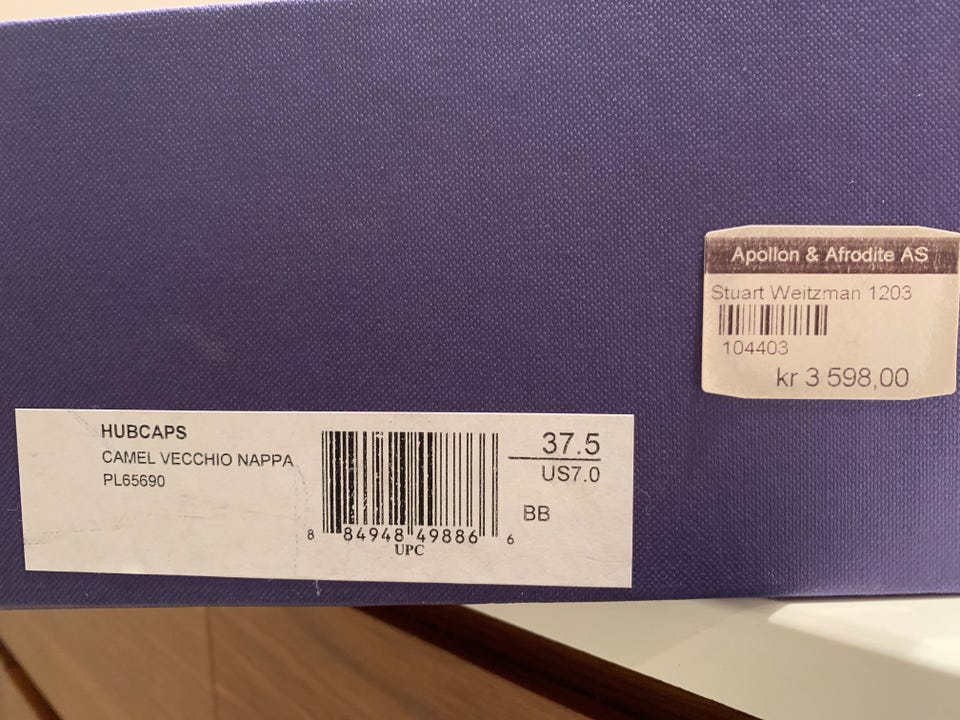 Apollon & Afrodite AS
Stuart Weitzman 1203
104403
kr 3 598,00
HUBCAPS
CAMEL VECCHIO NAPPA
PL65690
8 84948 49886 6
UPC
37.5
US7.0
BB